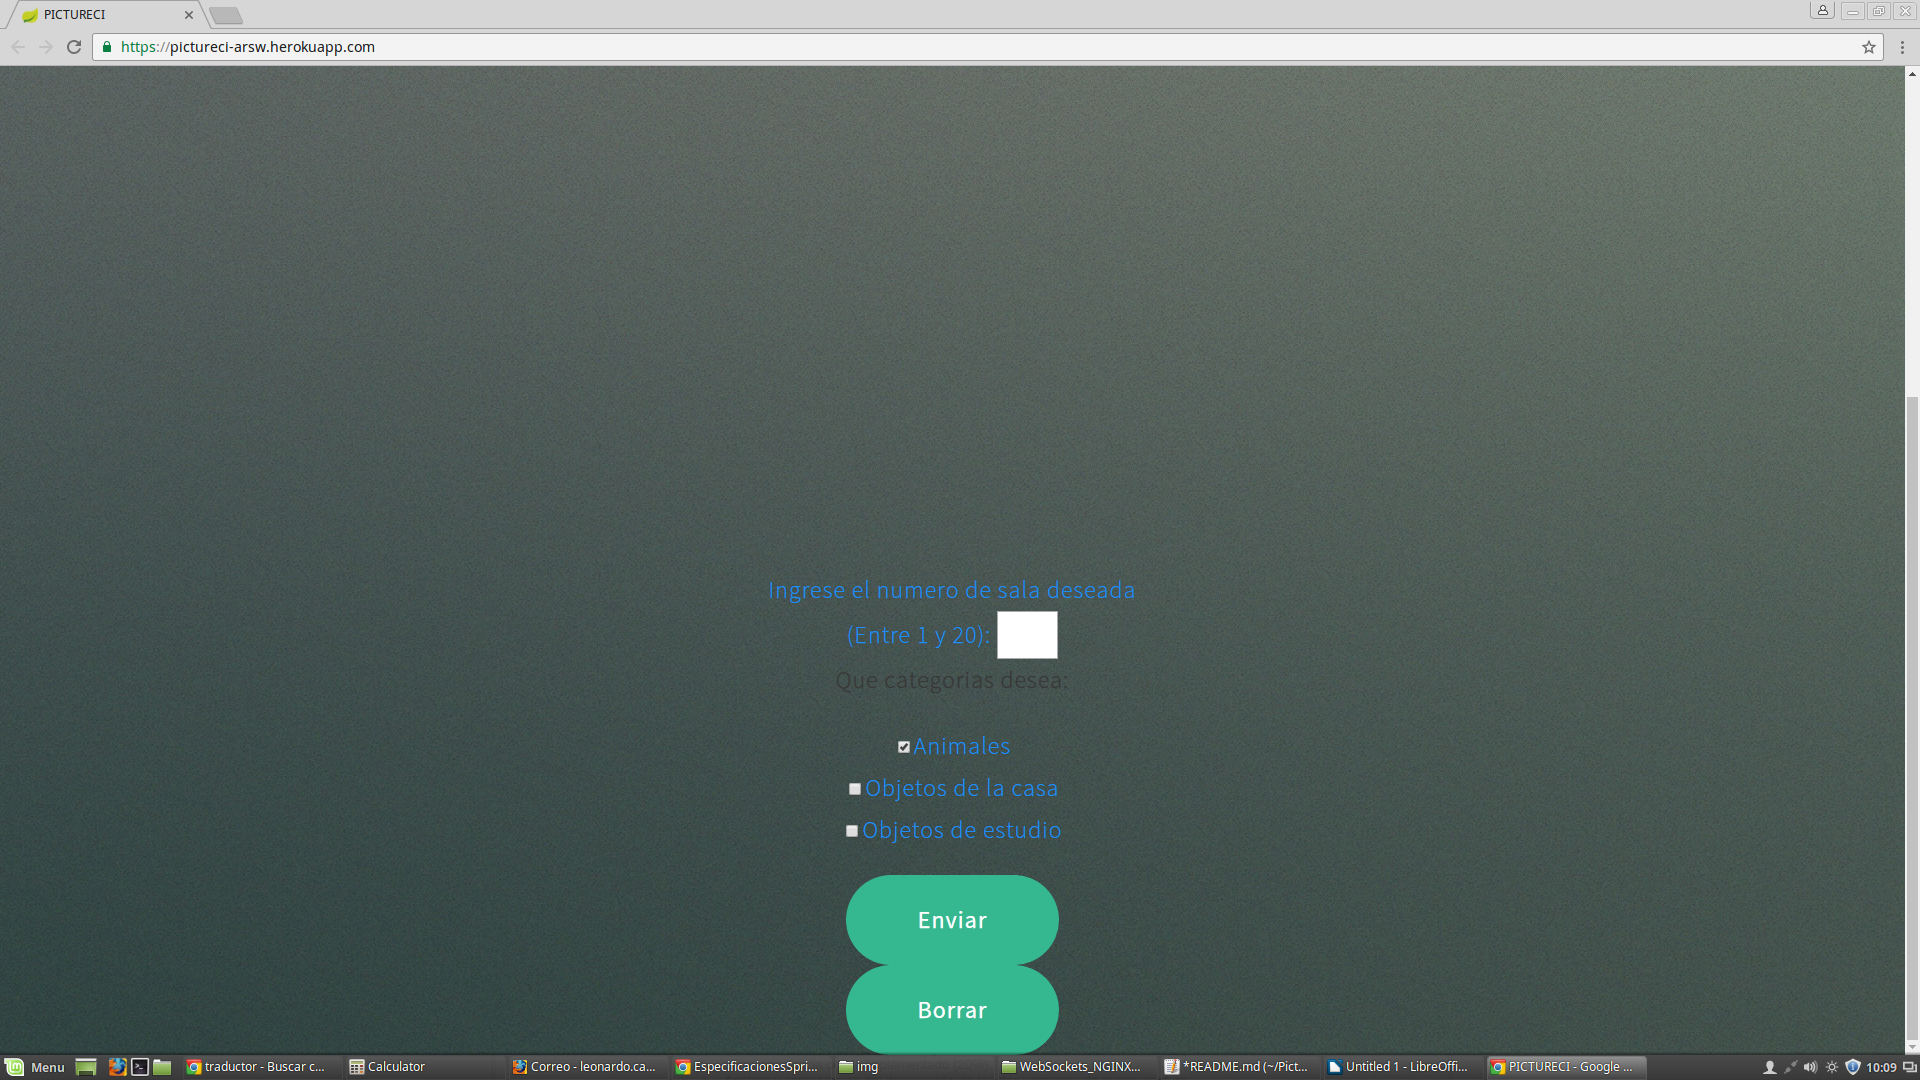 PICTURECI
https://pictureci-arsw.herokuapp.com
Ingrese el numero de sala deseada
(Entre 1 y 20):
Que categorias desea:
Animales
Objetos de la casa
Objetos de estudio
Enviar
Borrar
Menu
traductor - Buscar c...
Calculator
Correo - leonardo.ca...
EspecificacionesSpri...
img
WebSockets_NGINX...
*README.md (~/Pict...
Untitled 1 - LibreOffi...
PICTURECI - Google ...
10:09